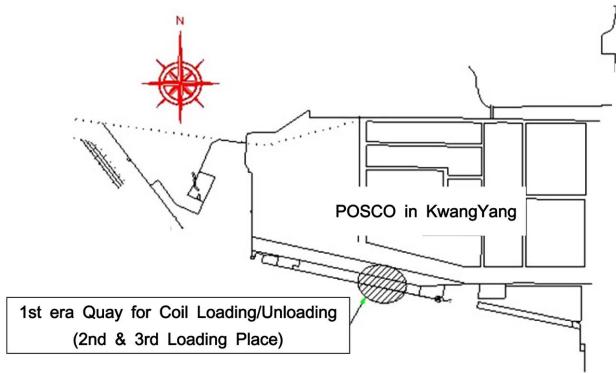 N
POSCO in KwangYang
1st era Quay for Coil Loading/Unloading
(2nd & 3rd Loading Place)